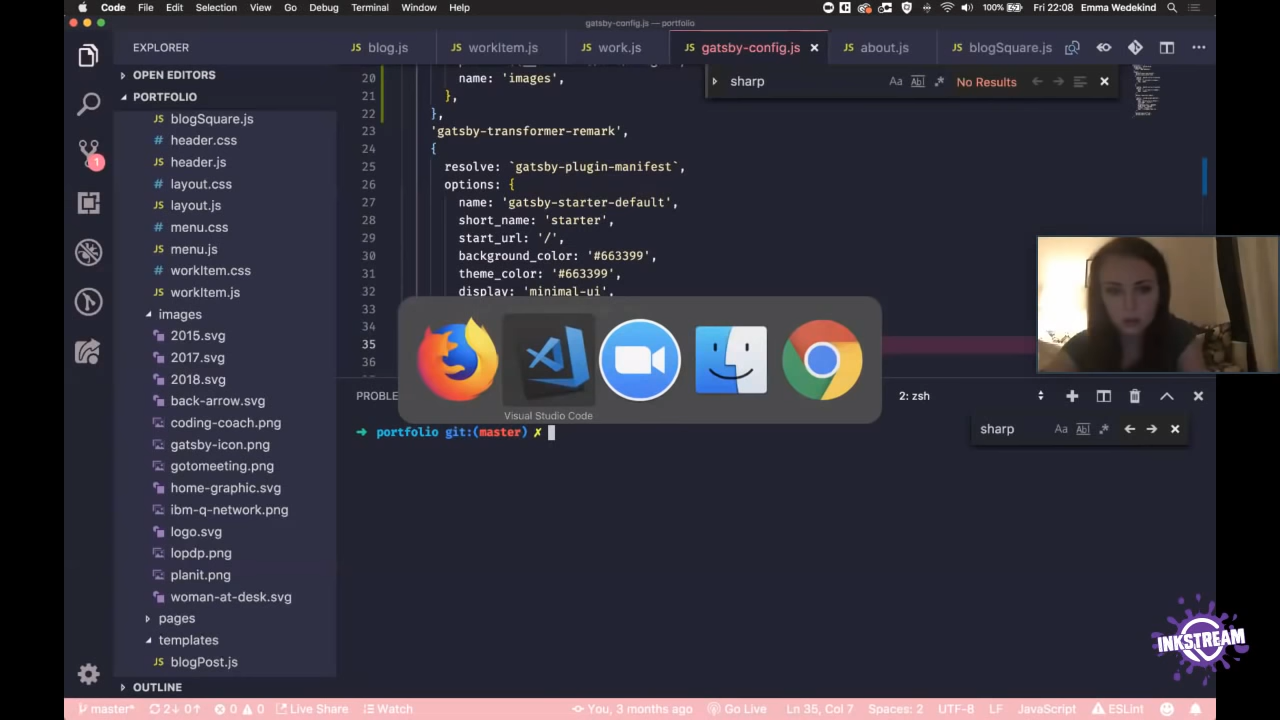 Code File Edit Selection View Go Debug Terminal Window Help 100% Fri 22:08 Emma Wedekind
gatsby-config.js — portfolio
EXPLORER
JS blog.js
JS workItem.js
JS work.js
JS gatsby-config.js
JS about.js
JS blogSquare.js
OPEN EDITORS
PORTFOLIO
JS blogSquare.js
# header.css
JS header.js
# layout.css
JS layout.js
# menu.css
JS menu.js
# workItem.css
JS workItem.js
images
2015.svg
2017.svg
2018.svg
back-arrow.svg
coding-coach.png
gatsby-icon.png
gotomeeting.png
home-graphic.svg
ibm-q-network.png
logo.svg
lopdp.png
planit.png
woman-at-desk.svg
pages
templates
JS blogPost.js
OUTLINE
sharp Aa Abl No Results
20 name: 'images',
21 },
22 },
23 'gatsby-transformer-remark',
24 {
25 resolve: `gatsby-plugin-manifest`,
26 options: {
27 name: 'gatsby-starter-default',
28 short_name: 'starter',
29 start_url: '/',
30 background_color: '#663399',
31 theme_color: '#663399',
32 display: 'minimal-ui',
33
34
35
36
Visual Studio Code
PROBLE
2: zsh
➜ portfolio git:(master) ✗
sharp Aa Abl
INKSTREAM
master* 2↓ 0↑ 0 0 Live Share Watch You, 3 months ago Go Live Ln 35, Col 7 Spaces: 2 UTF-8 LF JavaScript ESLint